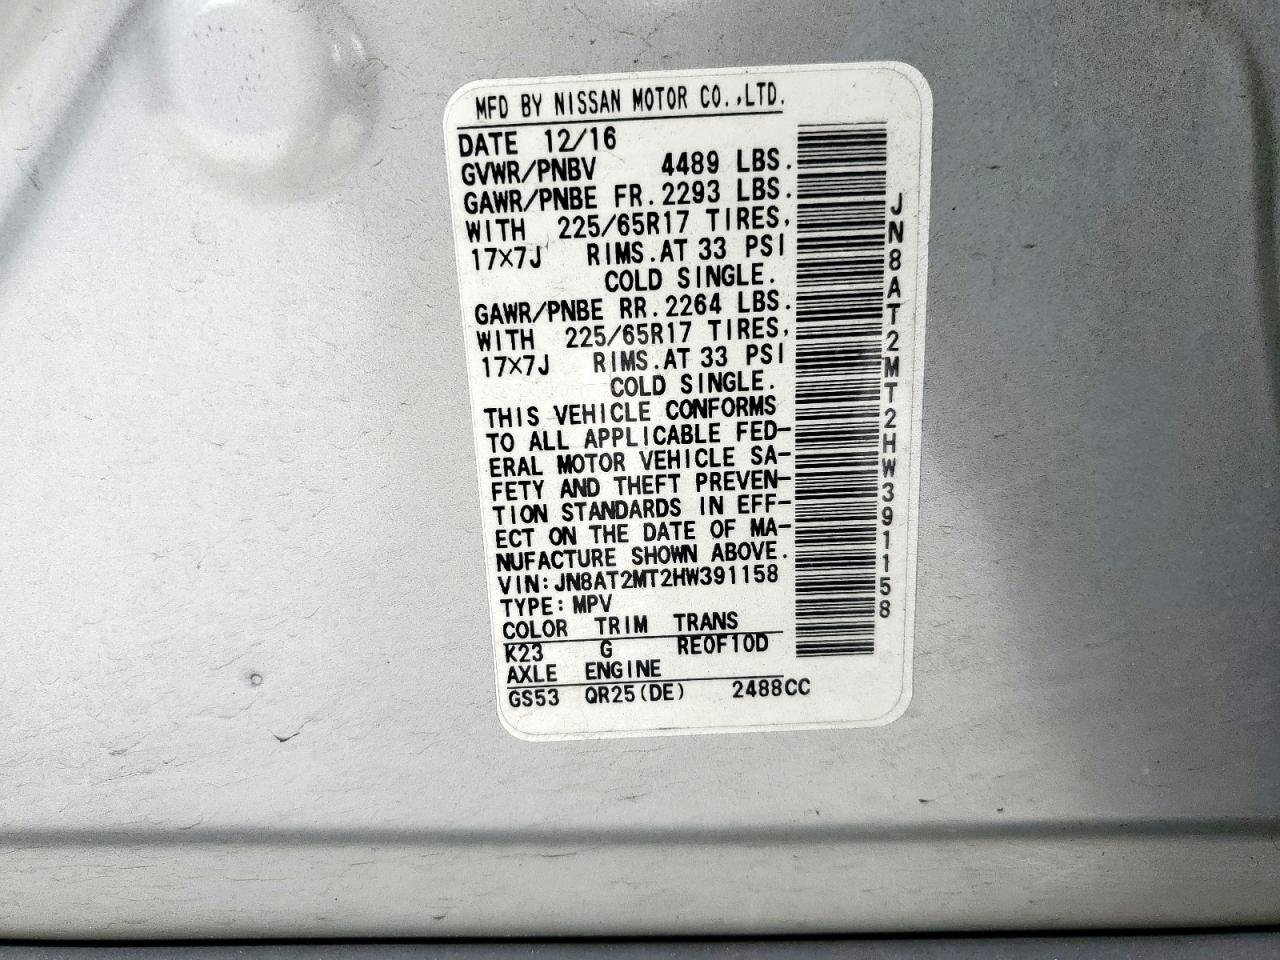 MFD BY NISSAN MOTOR CO.,LTD.
DATE 12/16
GVWR/PNBV 4489 LBS.
GAWR/PNBE FR.2293 LBS.
WITH 225/65R17 TIRES,
17X7J RIMS.AT 33 PSI
COLD SINGLE.
GAWR/PNBE RR.2264 LBS.
WITH 225/65R17 TIRES,
17X7J RIMS.AT 33 PSI
COLD SINGLE.
THIS VEHICLE CONFORMS
TO ALL APPLICABLE FED-
ERAL MOTOR VEHICLE SA-
FETY AND THEFT PREVEN-
TION STANDARDS IN EFF-
ECT ON THE DATE OF MA-
NUFACTURE SHOWN ABOVE.
VIN:JN8AT2MT2HW391158
TYPE:MPV
COLOR TRIM TRANS
K23 G RE0F10D
AXLE ENGINE
GS53 QR25(DE) 2488CC
JN8AT2MT2HW391158